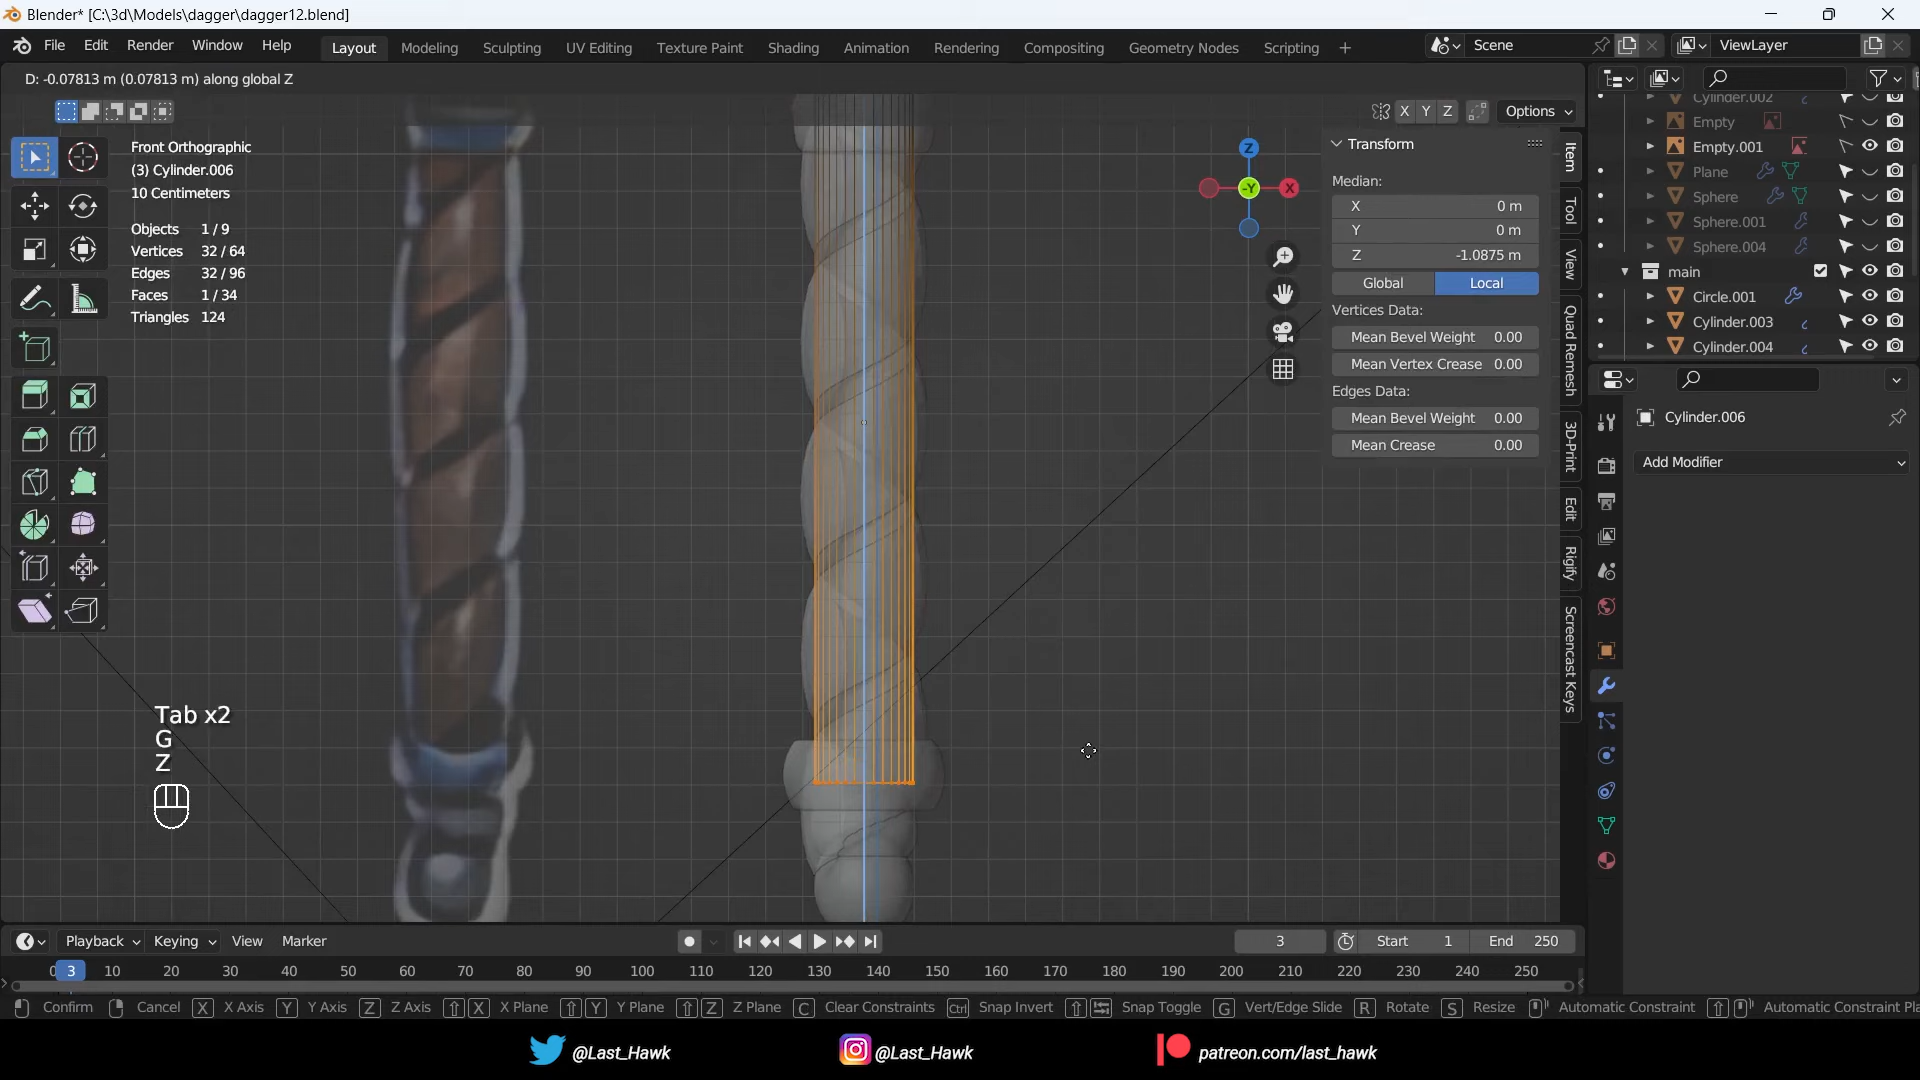 Blender* [C:\3d\Models\dagger\dagger12.blend]
File Edit Render Window Help Layout Modeling Sculpting UV Editing Texture Paint Shading Animation Rendering Compositing Geometry Nodes Scripting + Scene ViewLayer
D: -0.07813 m (0.07813 m) along global Z
X Y Z Options
Front Orthographic
(3) Cylinder.006
10 Centimeters
Objects 1 / 9
Vertices 32 / 64
Edges 32 / 96
Faces 1 / 34
Triangles 124
Z
-Y
X
Transform
Median:
X 0 m
Y 0 m
Z -1.0875 m
Global Local
Vertices Data:
Mean Bevel Weight 0.00
Mean Vertex Crease 0.00
Edges Data:
Mean Bevel Weight 0.00
Mean Crease 0.00
Item
Tool
View
Quad Remesh
3D-Print
Edit
Rigify
Screencast Keys
Cylinder.002
Empty
Empty.001
Plane
Sphere
Sphere.001
Sphere.004
main
Circle.001
Cylinder.003
Cylinder.004
Cylinder.006
Add Modifier
Tab x2
G
Z
Playback Keying View Marker 3 Start 1 End 250
0 3 10 20 30 40 50 60 70 80 90 100 110 120 130 140 150 160 170 180 190 200 210 220 230 240 250
Confirm Cancel X X Axis Y Y Axis Z Z Axis X X Plane Y Y Plane Z Z Plane C Clear Constraints Ctrl Snap Invert Snap Toggle G Vert/Edge Slide R Rotate S Resize Automatic Constraint Automatic Constraint Pla
@Last_Hawk @Last_Hawk patreon.com/last_hawk